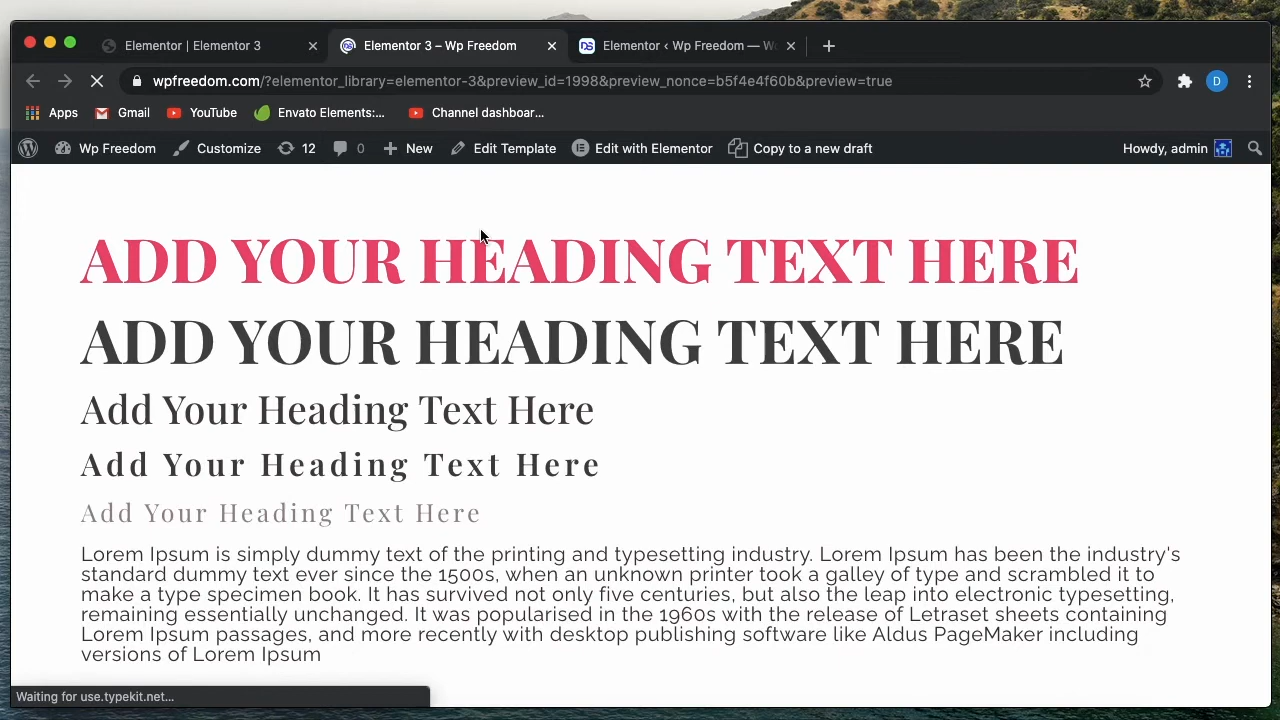 Elementor | Elementor 3
Elementor 3 – Wp Freedom
Elementor ‹ Wp Freedom —
wpfreedom.com/?elementor_library=elementor-3&preview_id=1998&preview_nonce=b5f4e4f60b&preview=true
D
Apps
Gmail
YouTube
Envato Elements:...
Channel dashboar...
Wp Freedom
Customize
12
0
New
Edit Template
Edit with Elementor
Copy to a new draft
Howdy, admin
ADD YOUR HEADING TEXT HERE
ADD YOUR HEADING TEXT HERE
Add Your Heading Text Here
Add Your Heading Text Here
Add Your Heading Text Here
Lorem Ipsum is simply dummy text of the printing and typesetting industry. Lorem Ipsum has been the industry's
standard dummy text ever since the 1500s, when an unknown printer took a galley of type and scrambled it to
make a type specimen book. It has survived not only five centuries, but also the leap into electronic typesetting,
remaining essentially unchanged. It was popularised in the 1960s with the release of Letraset sheets containing
Lorem Ipsum passages, and more recently with desktop publishing software like Aldus PageMaker including
versions of Lorem Ipsum
Waiting for use.typekit.net...